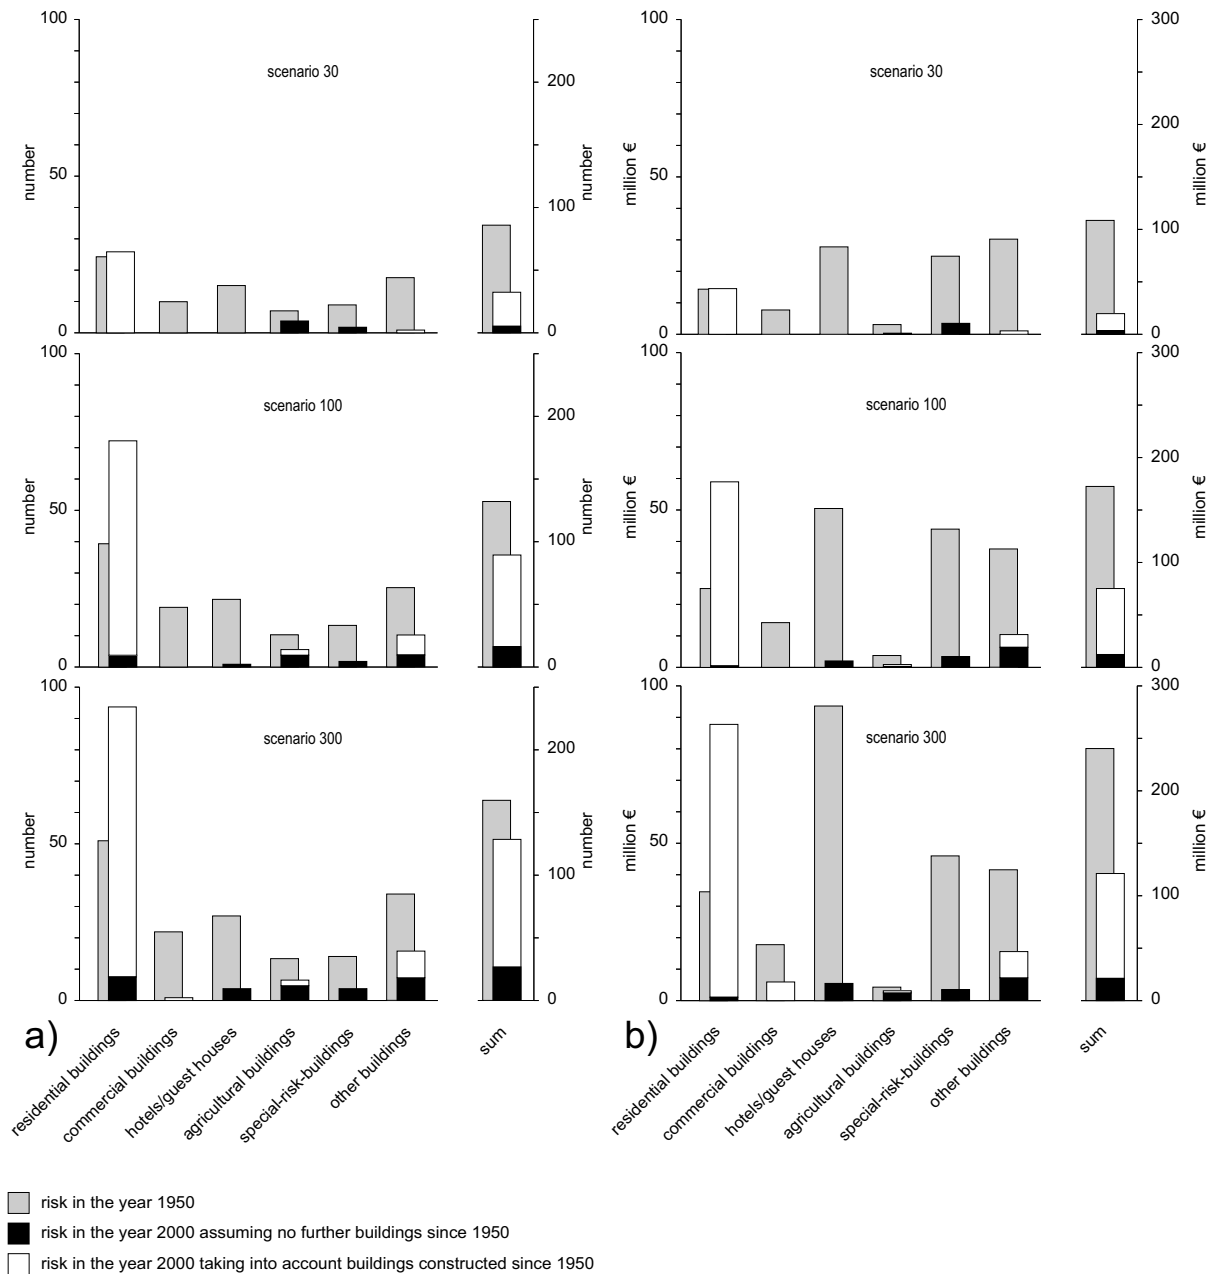 100
50
0
number
scenario 30
200
100
0
number
100
50
0
million €
scenario 30
300
200
100
0
million €
100
50
0
number
scenario 100
200
100
0
number
100
50
0
million €
scenario 100
300
200
100
0
million €
100
50
0
number
scenario 300
200
100
0
number
100
50
0
million €
scenario 300
300
200
100
0
million €
a)
residential buildings
commercial buildings
hotels/guest houses
agricultural buildings
special-risk-buildings
other buildings
sum
b)
residential buildings
commercial buildings
hotels/guest houses
agricultural buildings
special-risk-buildings
other buildings
sum
risk in the year 1950
risk in the year 2000 assuming no further buildings since 1950
risk in the year 2000 taking into account buildings constructed since 1950